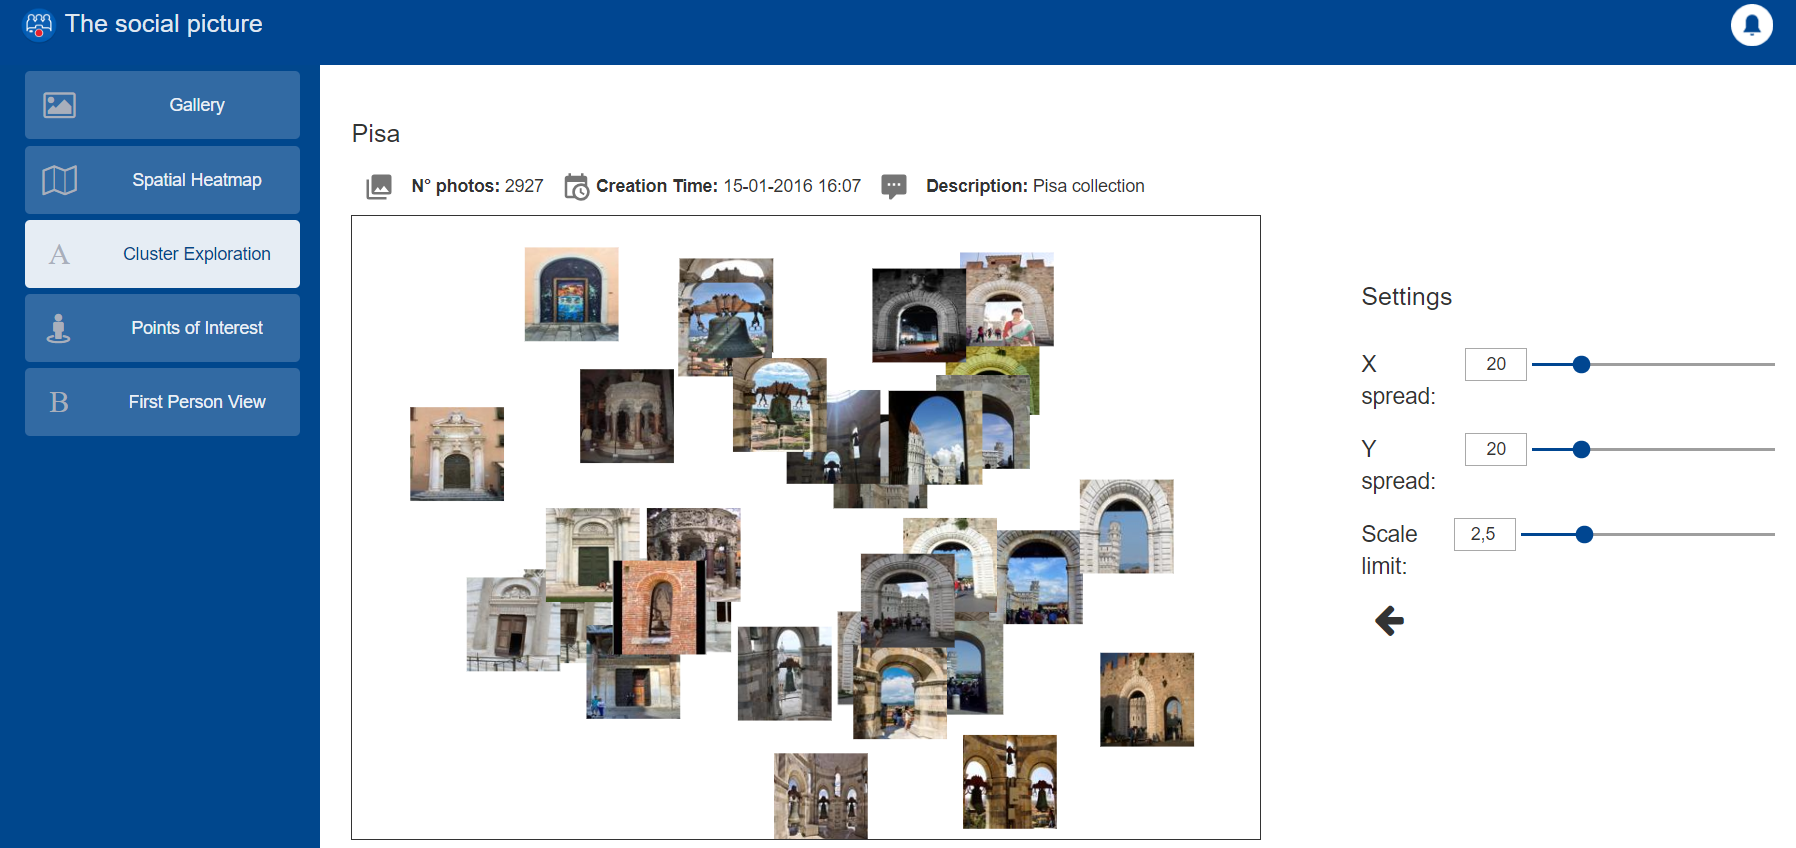 The social picture
Gallery
Spatial Heatmap
A Cluster Exploration
Points of Interest
B First Person View
Pisa
N° photos: 2927 Creation Time: 15-01-2016 16:07 Description: Pisa collection
Settings
X spread: 20
Y spread: 20
Scale limit: 2,5